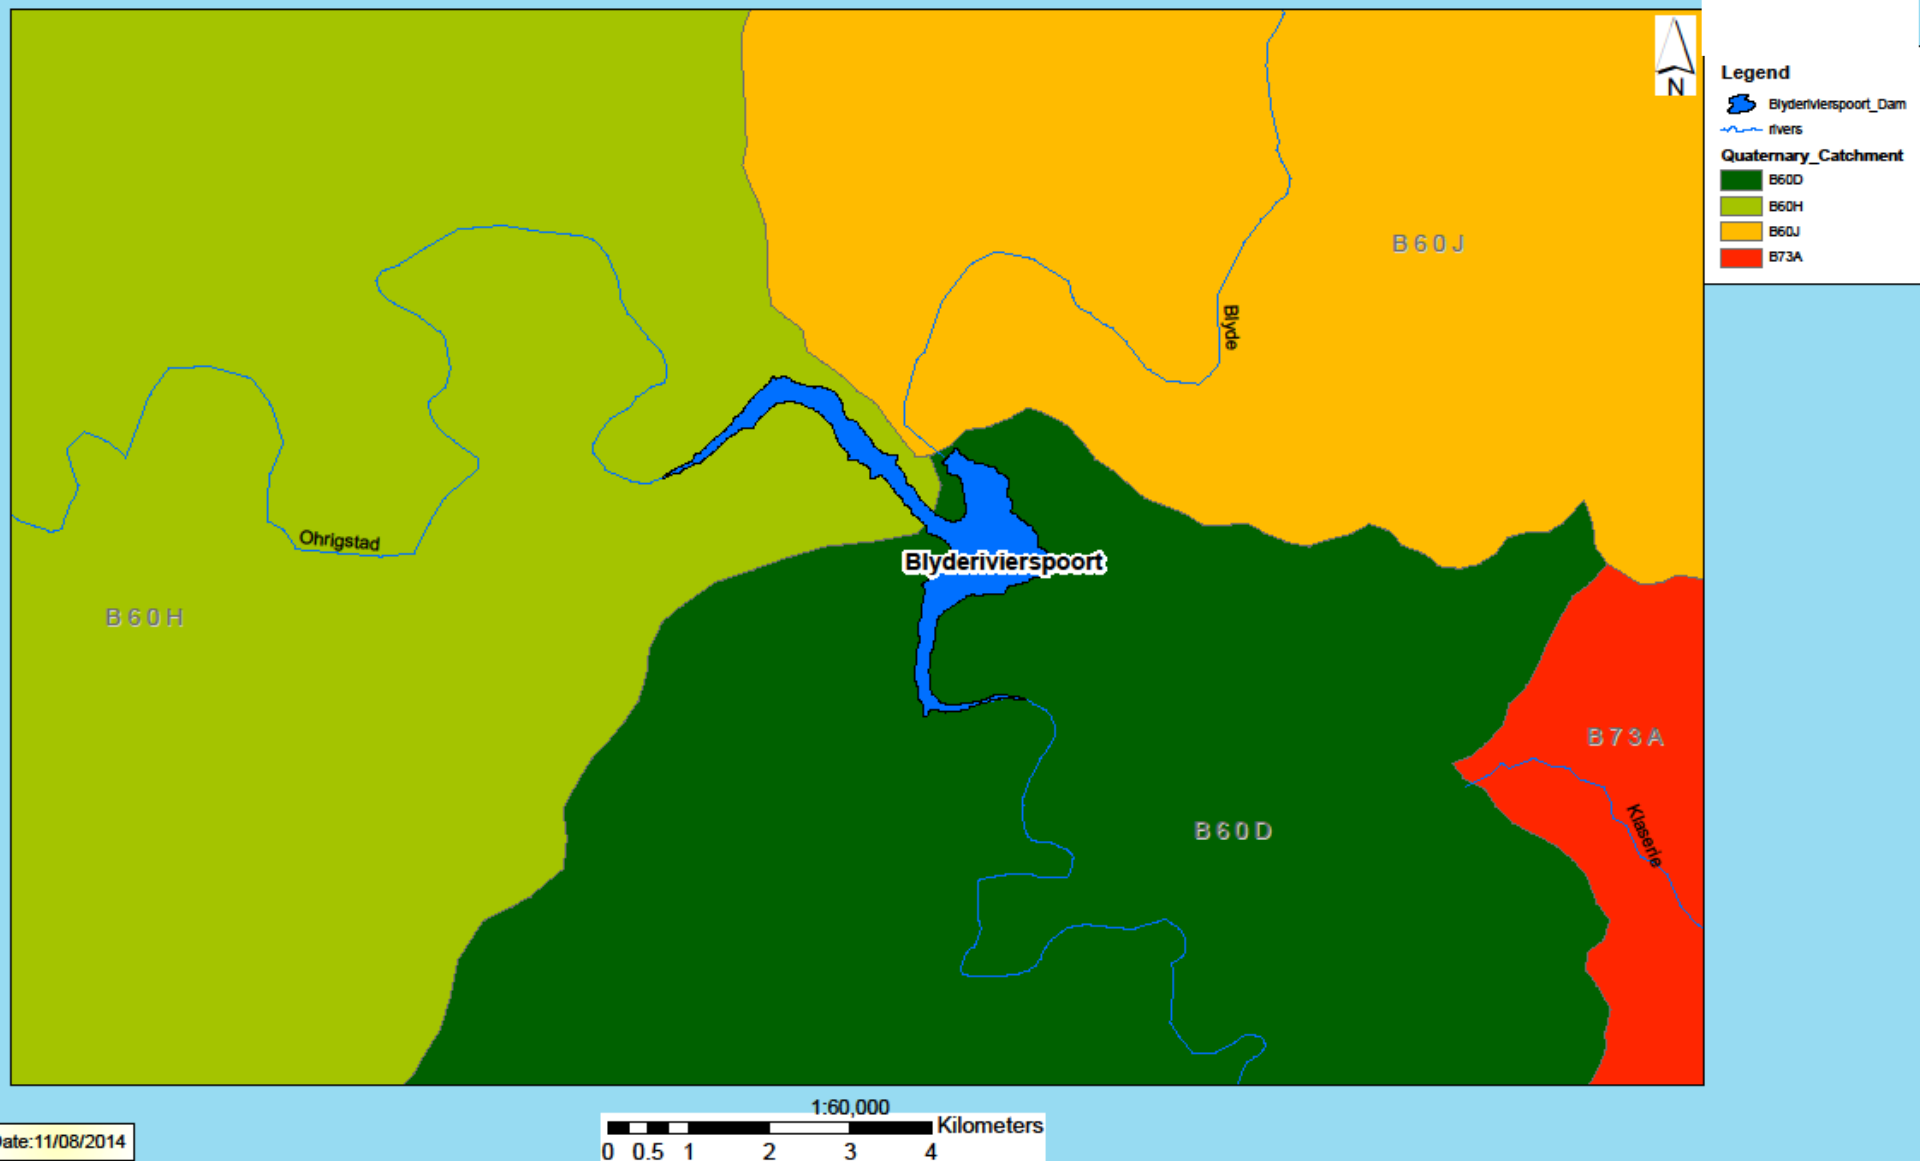 N
Legend
Blyderivierspoort_Dam
rivers
Quaternary_Catchment
B60D
B60H
B60J
B73A
B60J
Blyde
Ohrigstad
Blyderivierspoort
B60H
B73A
B60D
Klaserie
1:60,000
Kilometers
0 0.5 1 2 3 4
ate:11/08/2014